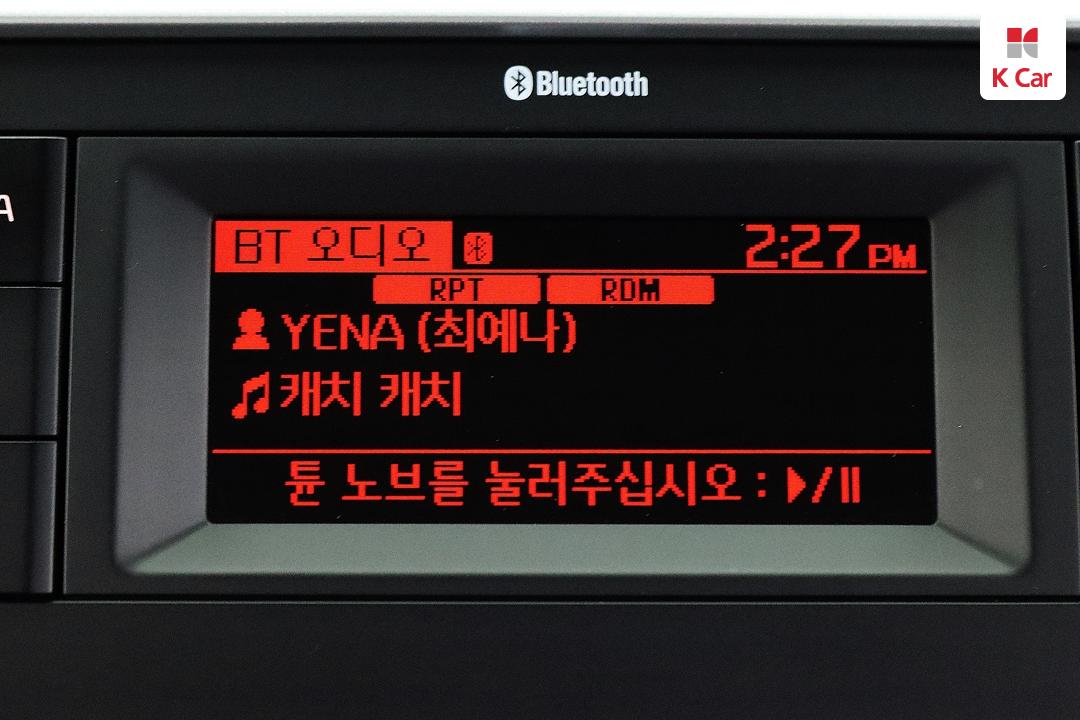 K Car
Bluetooth
A
BT 오디오 2:27 PM
RPT RDM
YENA (최예나)
캐치 캐치
튠 노브를 눌러주십시오 : ▶/II